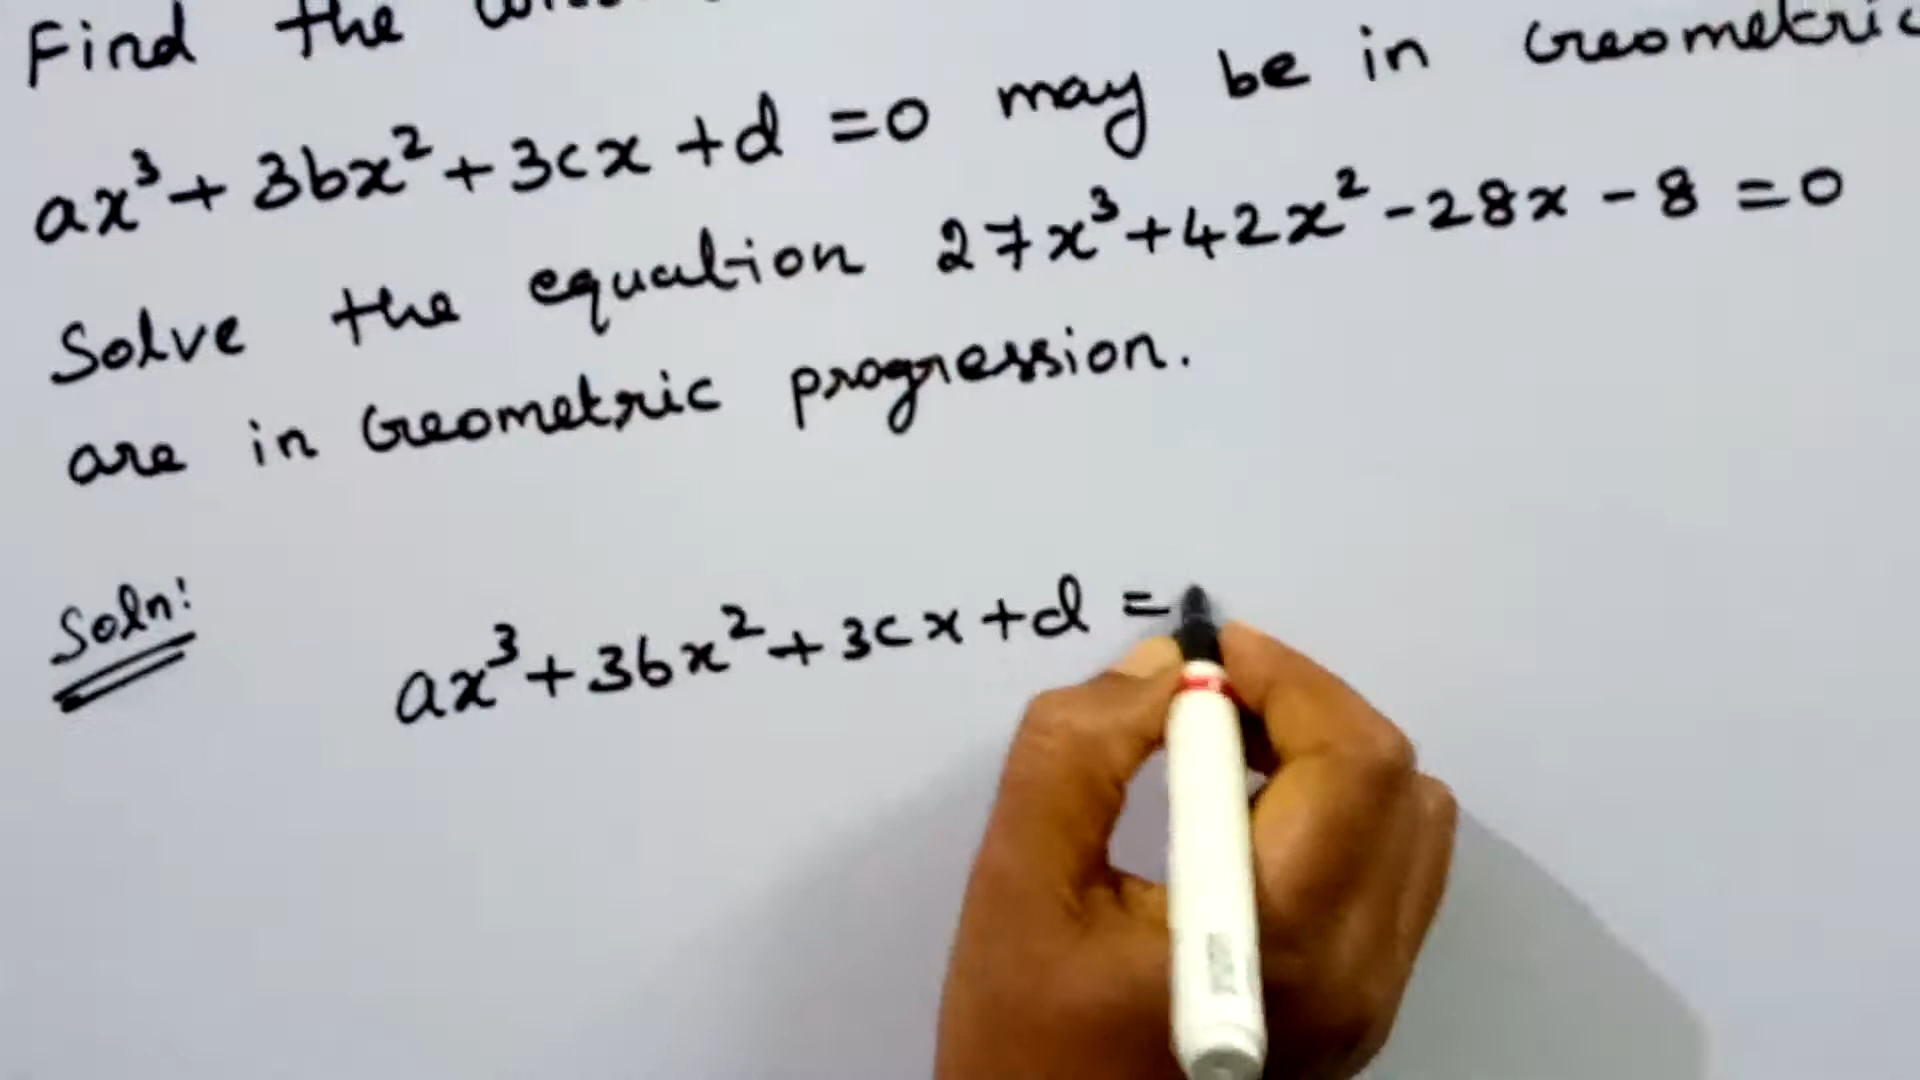 Find the
ax³ + 3bx² + 3cx + d = 0 may be in Geometric
Solve the equation 27x³ + 42x² - 28x - 8 = 0
are in Geometric progression.
Soln:
ax³ + 3bx² + 3cx + d =